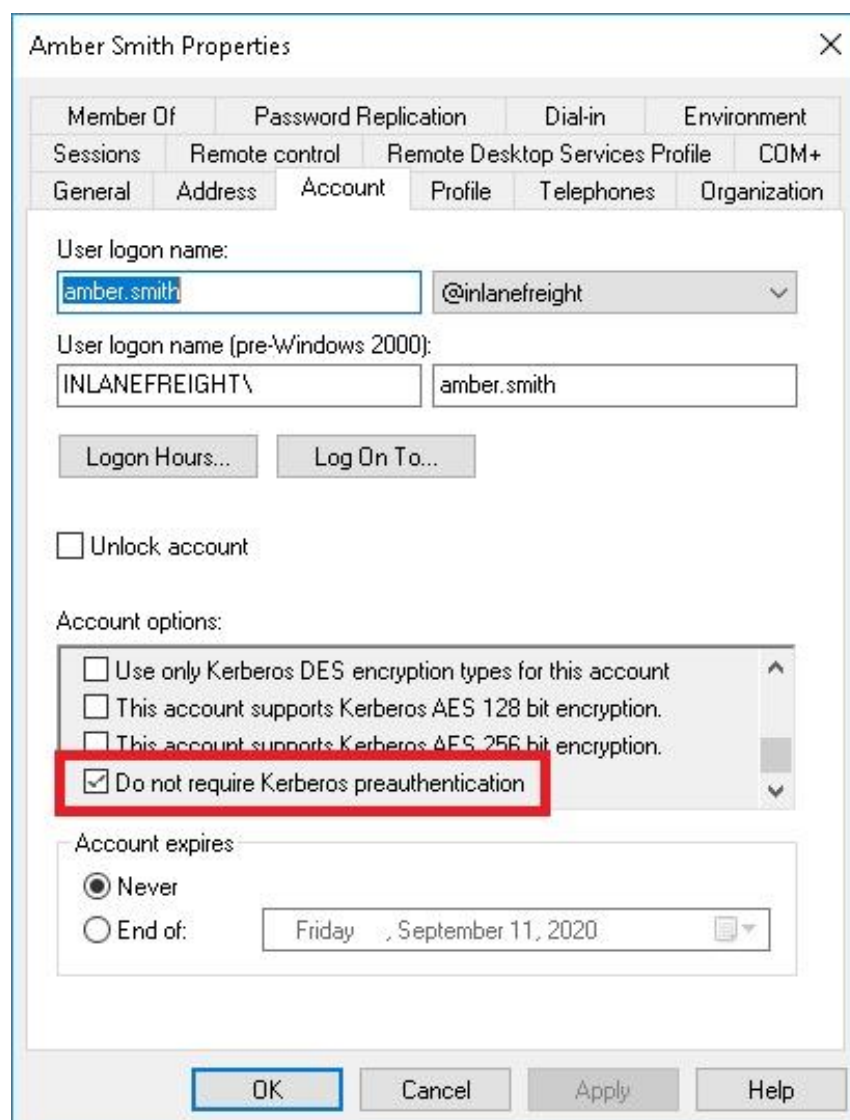 Amber Smith Properties
Member Of Password Replication Dial-in Environment
Sessions Remote control Remote Desktop Services Profile COM+
General Address Account Profile Telephones Organization
User logon name:
amber.smith @inlanefreight
User logon name (pre-Windows 2000):
INLANEFREIGHT\ amber.smith
Logon Hours... Log On To...
Unlock account
Account options:
Use only Kerberos DES encryption types for this account
This account supports Kerberos AES 128 bit encryption.
This account supports Kerberos AES 256 bit encryption.
Do not require Kerberos preauthentication
Account expires
Never
End of: Friday , September 11, 2020
OK Cancel Apply Help